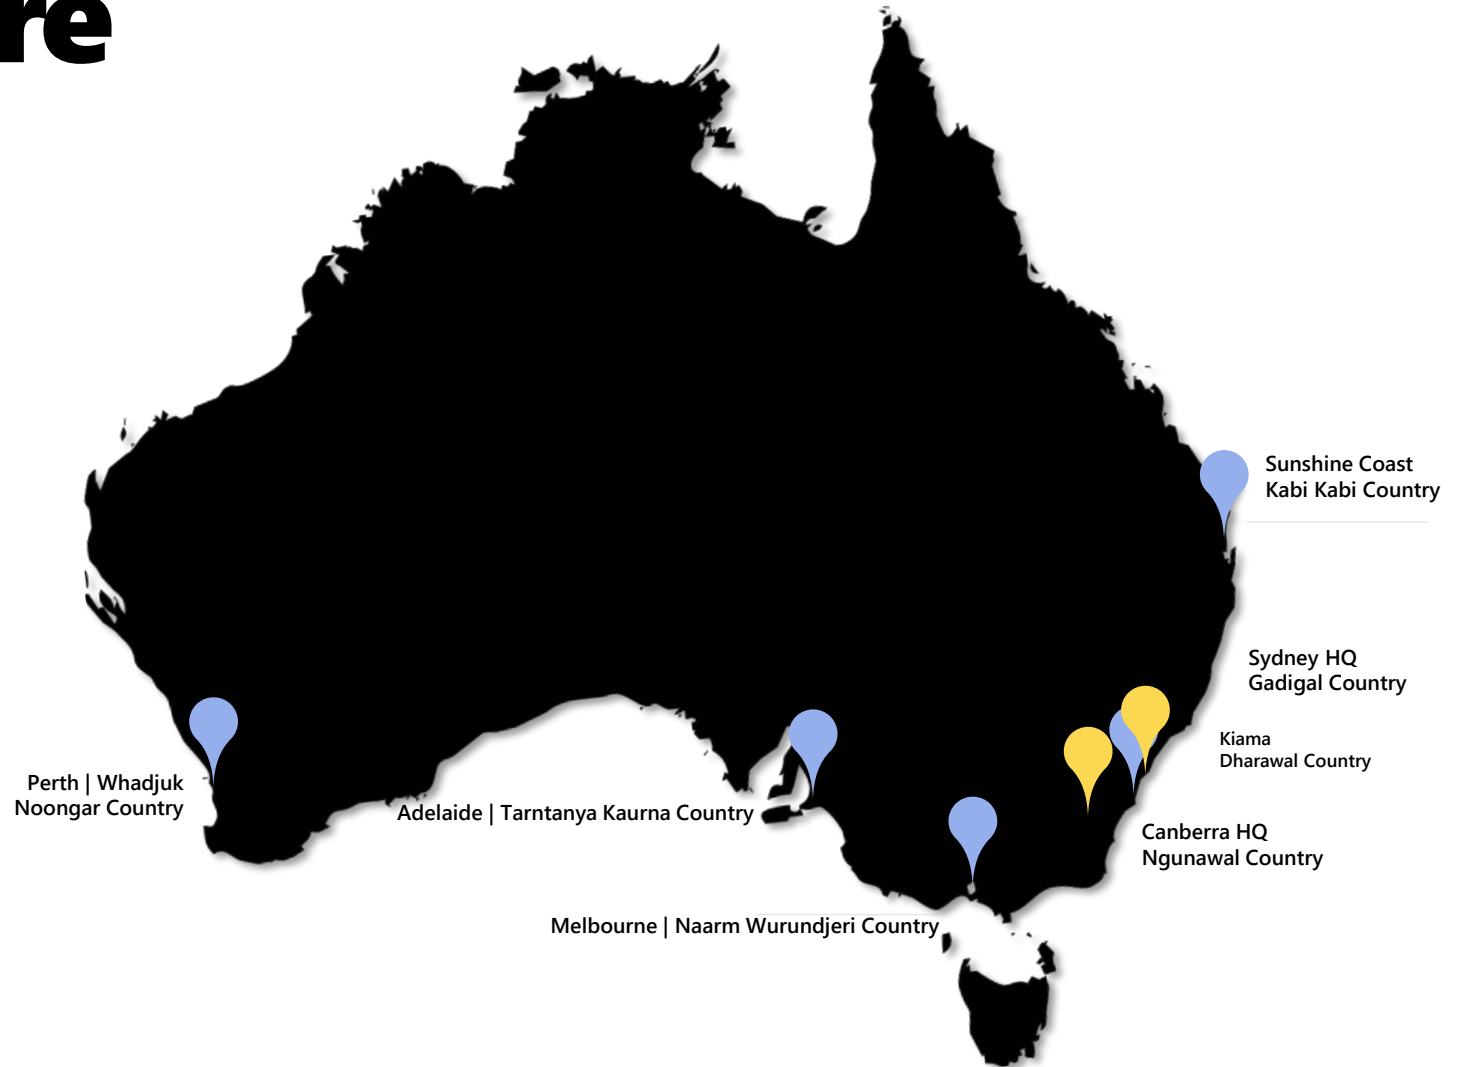 re
Sunshine Coast
Kabi Kabi Country
Sydney HQ
Gadigal Country
Kiama
Dharawal Country
Perth | Whadjuk
Noongar Country
Adelaide | Tarntanya Kaurna Country
Canberra HQ
Ngunawal Country
Melbourne | Naarm Wurundjeri Country